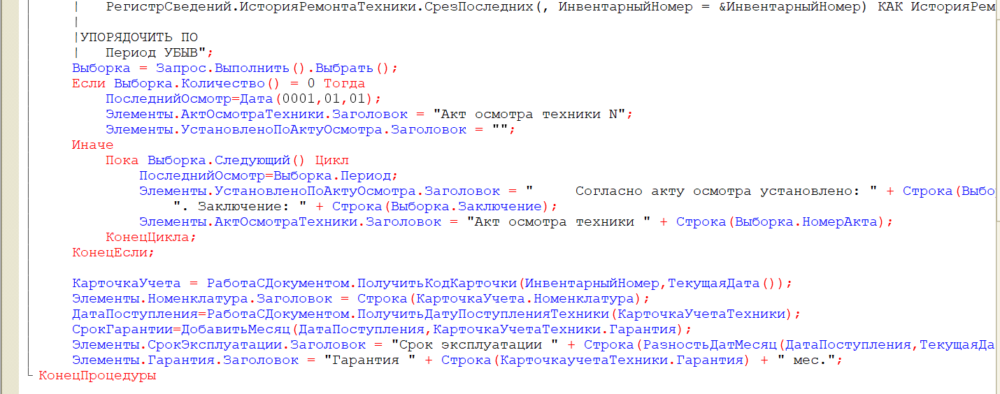 | РегистрСведений.ИсторияРемонтаТехники.СрезПоследних(, ИнвентарныйНомер = &ИнвентарныйНомер) КАК ИсторияРем
|
|УПОРЯДОЧИТЬ ПО
| Период УБЫВ";
Выборка = Запрос.Выполнить().Выбрать();
Если Выборка.Количество() = 0 Тогда
ПоследнийОсмотр=Дата(0001,01,01);
Элементы.АктОсмотраТехники.Заголовок = "Акт осмотра техники N";
Элементы.УстановленоПоАктуОсмотра.Заголовок = "";
Иначе
Пока Выборка.Следующий() Цикл
ПоследнийОсмотр=Выборка.Период;
Элементы.УстановленоПоАктуОсмотра.Заголовок = "     Согласно акту осмотра установлено: " + Строка(Выбо
". Заключение: " + Строка(Выборка.Заключение);
Элементы.АктОсмотраТехники.Заголовок = "Акт осмотра техники " + Строка(Выборка.НомерАкта);
КонецЦикла;
КонецЕсли;
КарточкаУчета = РаботаСДокументом.ПолучитьКодКарточки(ИнвентарныйНомер,ТекущаяДата());
Элементы.Номенклатура.Заголовок = Строка(КарточкаУчета.Номенклатура);
ДатаПоступления=РаботаСДокументом.ПолучитьДатуПоступленияТехники(КарточкаУчетаТехники);
СрокГарантии=ДобавитьМесяц(ДатаПоступления,КарточкаУчетаТехники.Гарантия);
Элементы.СрокЭксплуатации.Заголовок = "Срок эксплуатации " + Строка(РазностьДатМесяц(ДатаПоступления,ТекущаяДа
Элементы.Гарантия.Заголовок = "Гарантия " + Строка(КарточкаучетаТехники.Гарантия) + " мес.";
КонецПроцедуры